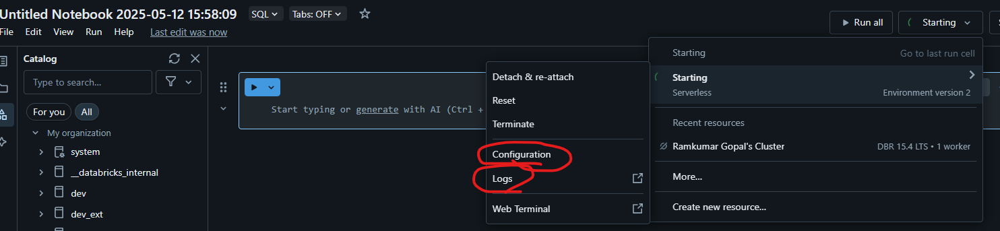 Untitled Notebook 2025-05-12 15:58:09
SQL
Tabs: OFF
Run all
Starting
File Edit View Run Help Last edit was now
Catalog
Type to search...
For you
All
My organization
system
__databricks_internal
dev
dev_ext
Start typing or generate with AI (Ctrl +
Detach & re-attach
Reset
Terminate
Configuration
Logs
Web Terminal
Starting
Go to last run cell
Starting
Serverless
Environment version 2
Recent resources
Ramkumar Gopal's Cluster
DBR 15.4 LTS • 1 worker
More...
Create new resource...